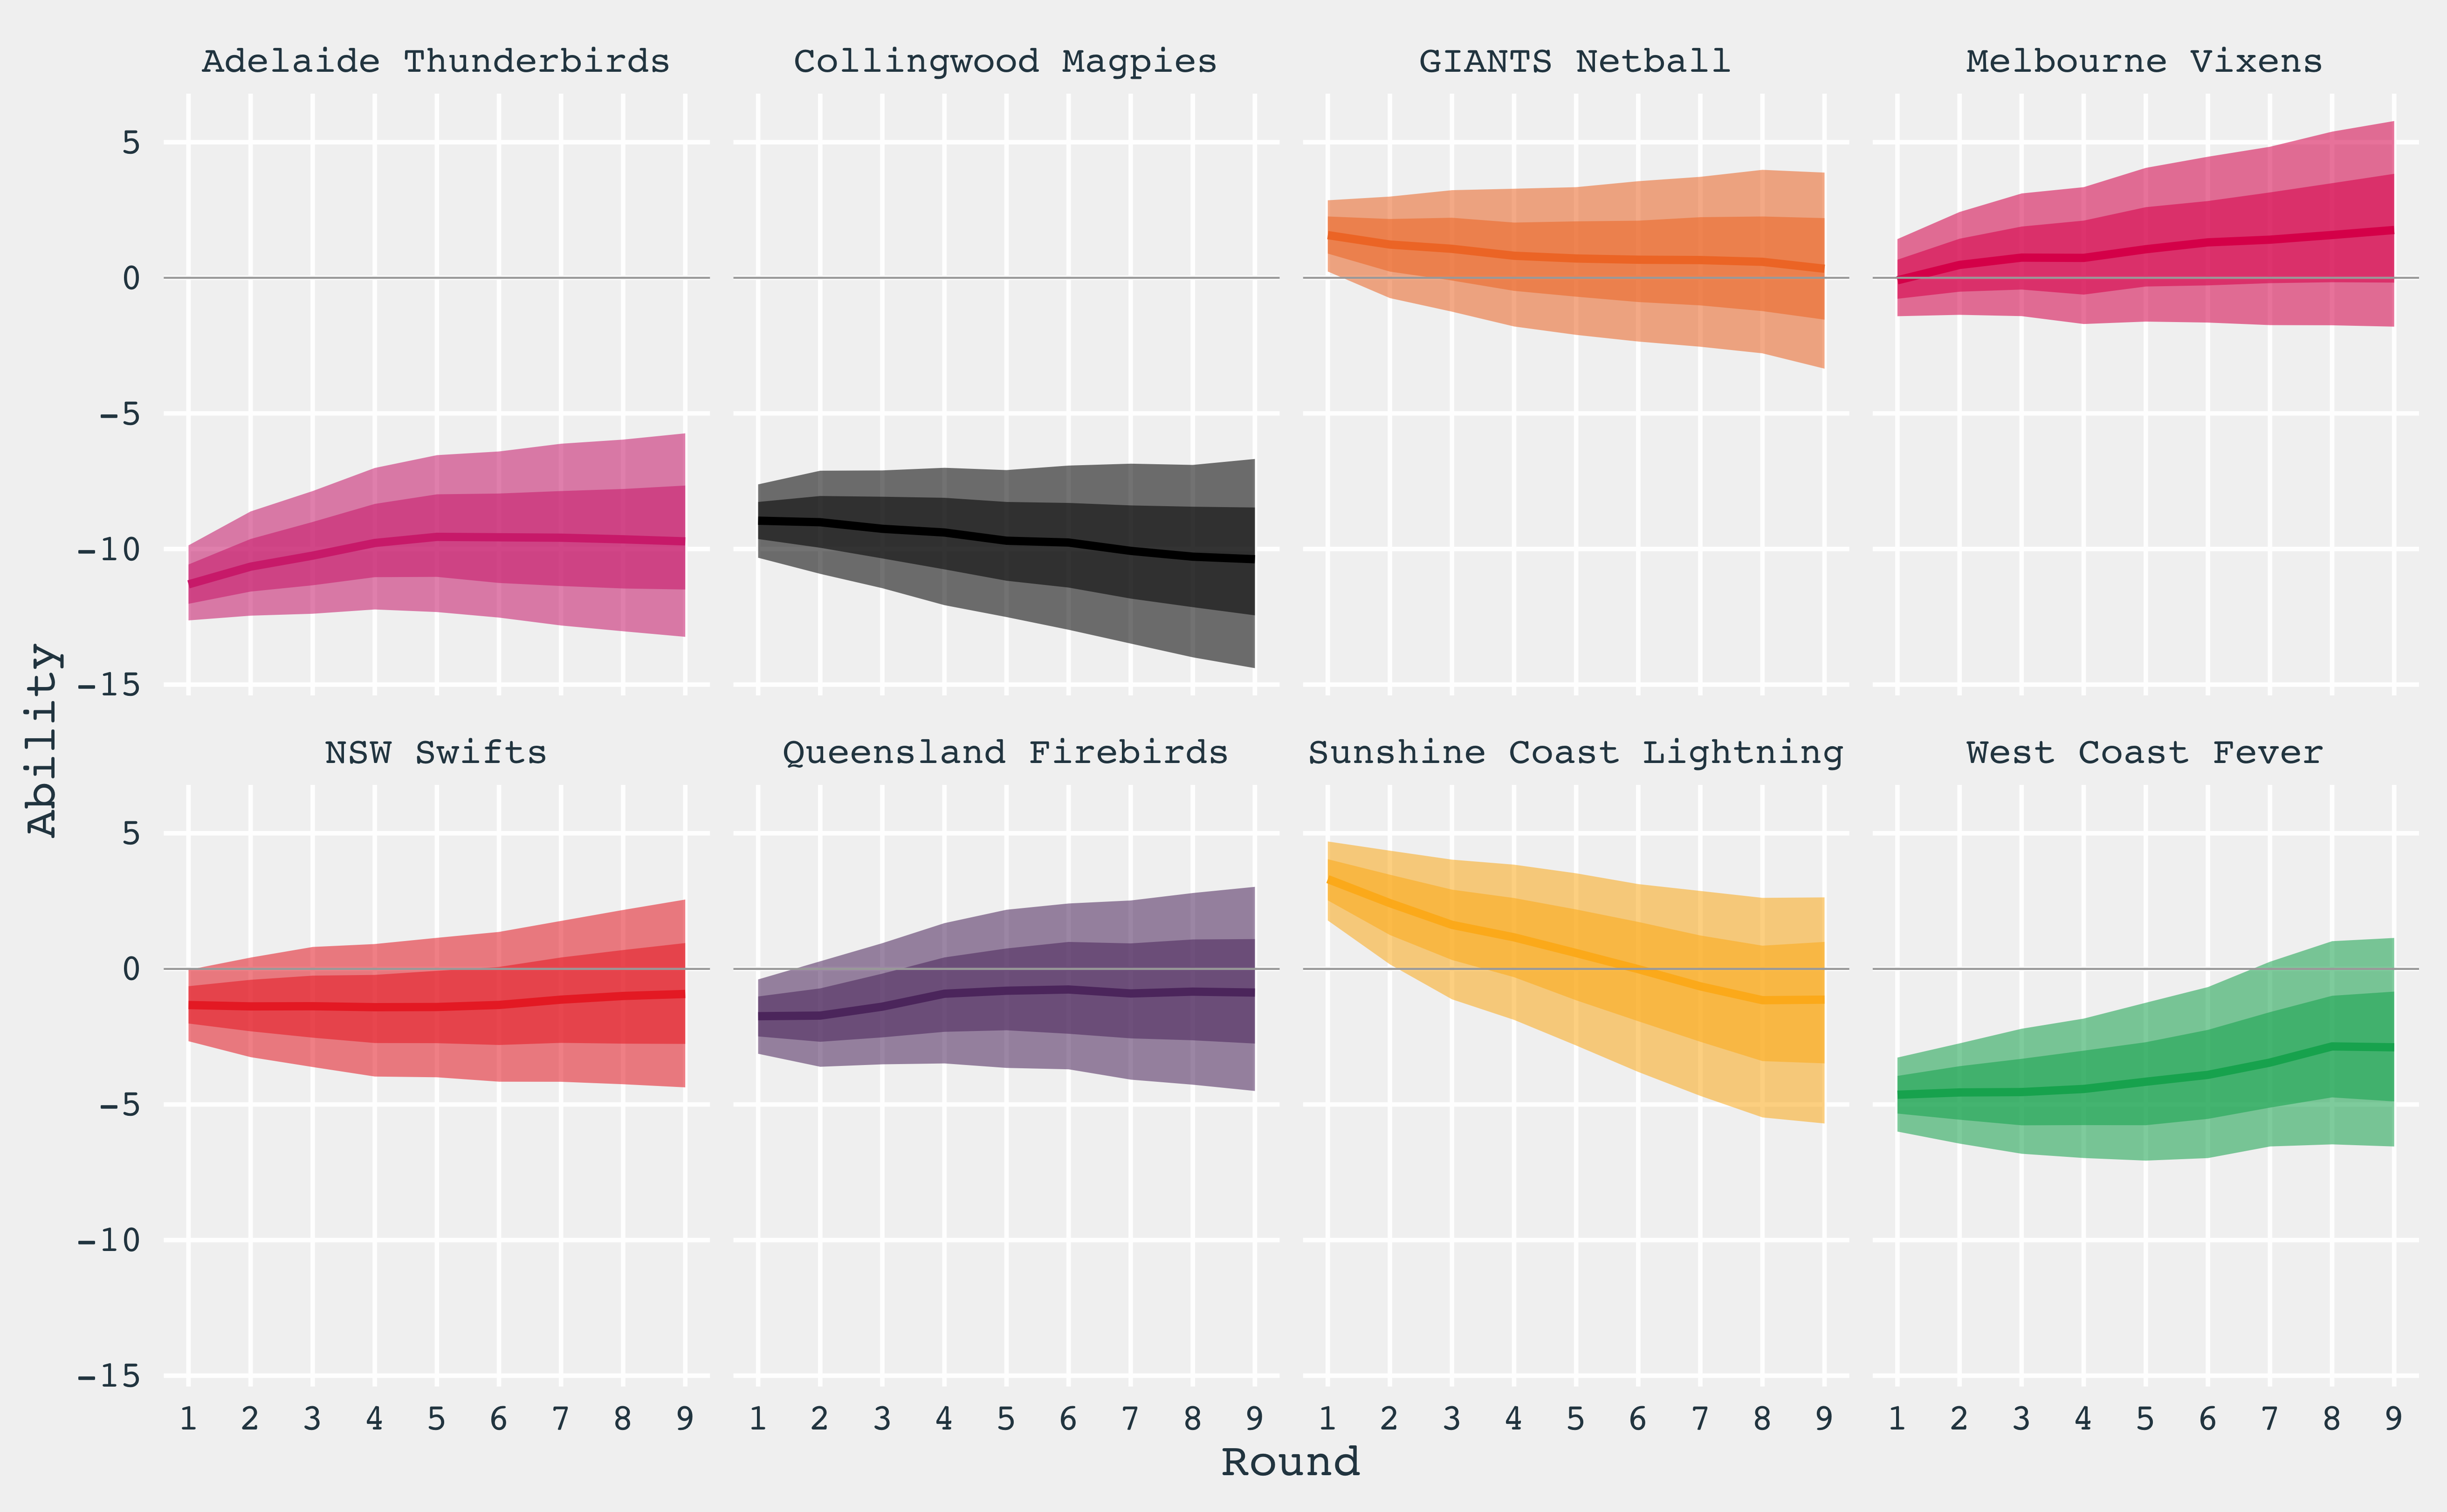 Adelaide Thunderbirds
Collingwood Magpies
GIANTS Netball
Melbourne Vixens
5
0
-5
-10
-15
Ability
NSW Swifts
Queensland Firebirds
Sunshine Coast Lightning
West Coast Fever
5
0
-5
-10
-15
1 2 3 4 5 6 7 8 9
1 2 3 4 5 6 7 8 9
1 2 3 4 5 6 7 8 9
1 2 3 4 5 6 7 8 9
Round